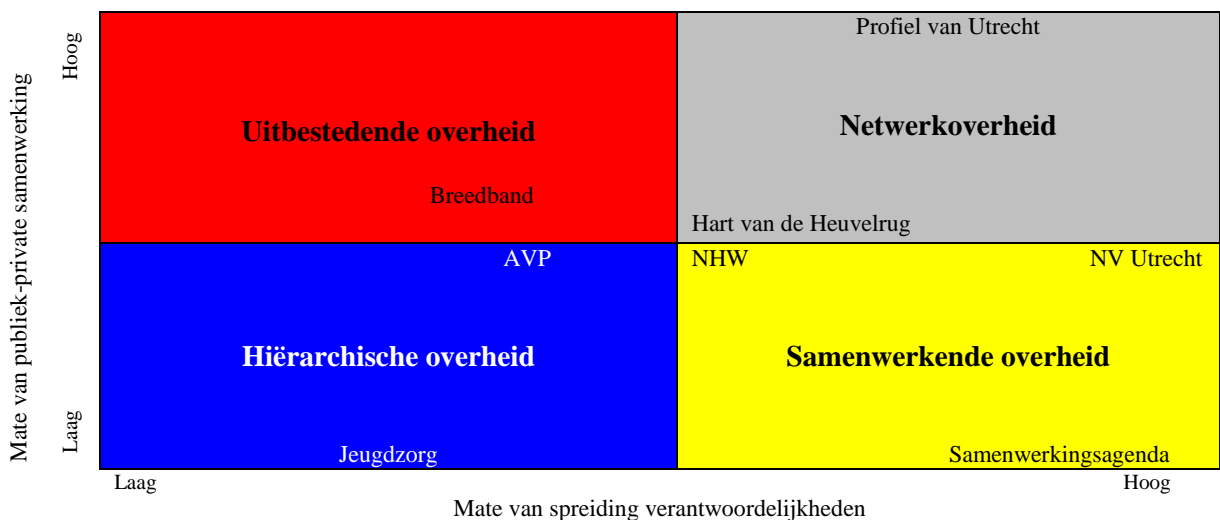 Mate van publiek-private samenwerking
Hoog
Laag
Profiel van Utrecht
Uitbestedende overheid
Netwerkoverheid
Breedband
Hart van de Heuvelrug
AVP
NHW
NV Utrecht
Hiërarchische overheid
Samenwerkende overheid
Jeugdzorg
Samenwerkingsagenda
Laag
Hoog
Mate van spreiding verantwoordelijkheden